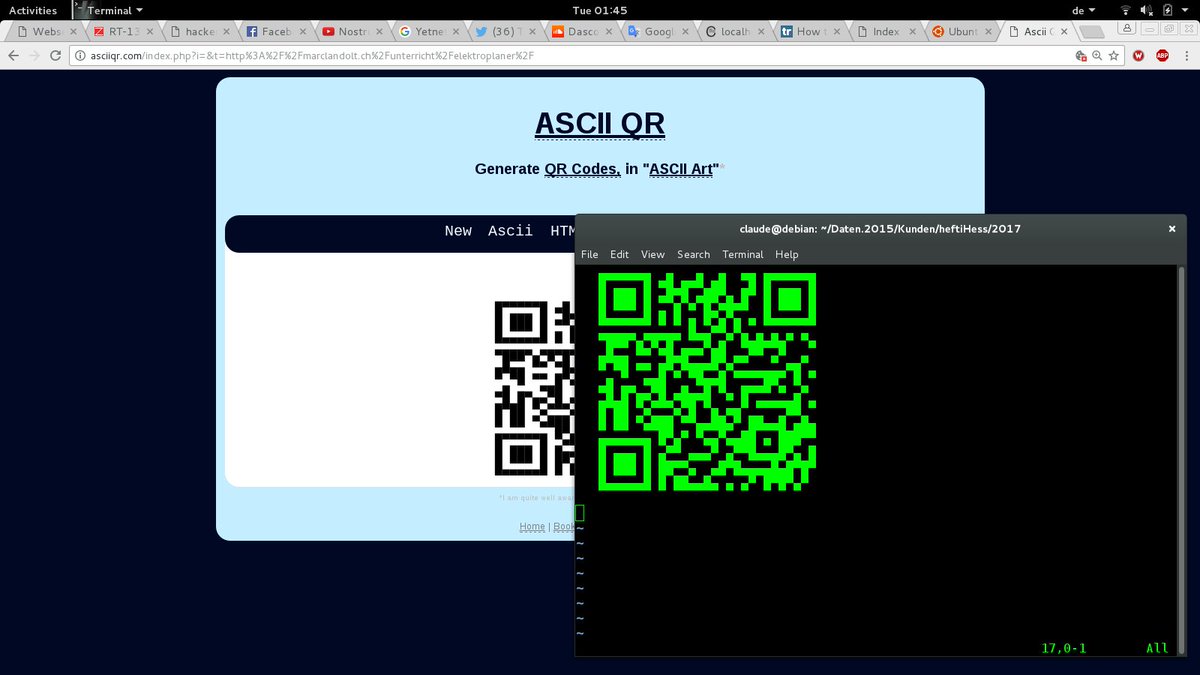 Activities Terminal Tue 01:45 de
Webs RT-13 hacke Faceb Nostr Yetne (36) T Dasco Googl localh How t Index Ubunt Ascii
asciiqr.com/index.php?i=&t=http%3A%2F%2Fmarclandolt.ch%2Funterricht%2Felektroplaner%2F
ABP
ASCII QR
Generate QR Codes, in "ASCII Art"*
New Ascii HTM
*I am quite well awa
Home | Book
claude@debian: ~/Daten.2015/Kunden/heftiHess/2017
File Edit View Search Terminal Help
~
~
~
~
~
~
~
~
17,0-1 All